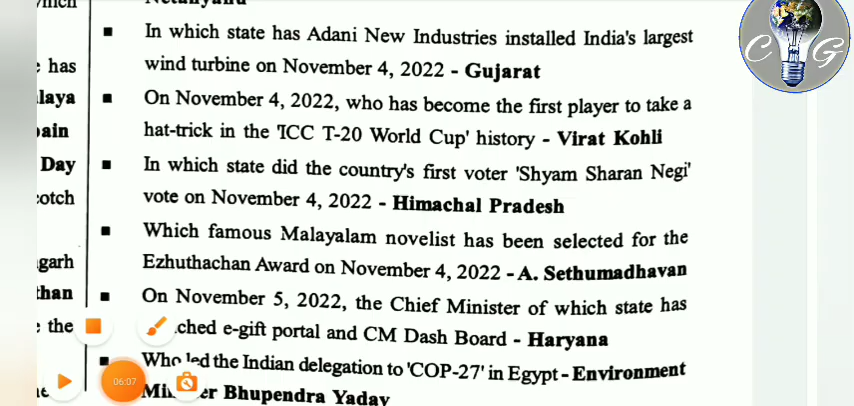 has
laya
ain
Day
cotch
garh
than
the
In which state has Adani New Industries installed India's largest
wind turbine on November 4, 2022 - Gujarat
On November 4, 2022, who has become the first player to take a
hat-trick in the 'ICC T-20 World Cup' history - Virat Kohli
In which state did the country's first voter 'Shyam Sharan Negi'
vote on November 4, 2022 - Himachal Pradesh
Which famous Malayalam novelist has been selected for the
Ezhuthachan Award on November 4, 2022 - A. Sethumadhavan
On November 5, 2022, the Chief Minister of which state has
ched e-gift portal and CM Dash Board - Haryana
Who led the Indian delegation to 'COP-27' in Egypt - Environment
er Bhupendra Yadav
C G
06:07